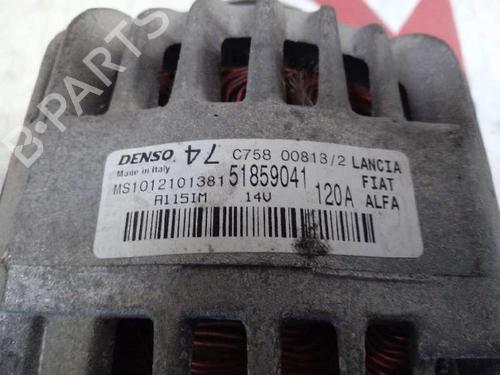 B-PARTS
DENSO 74 C758 00813/2 LANCIA
Made in Italy
MS1012101381 51859041 FIAT
A115IM 14V 120A ALFA